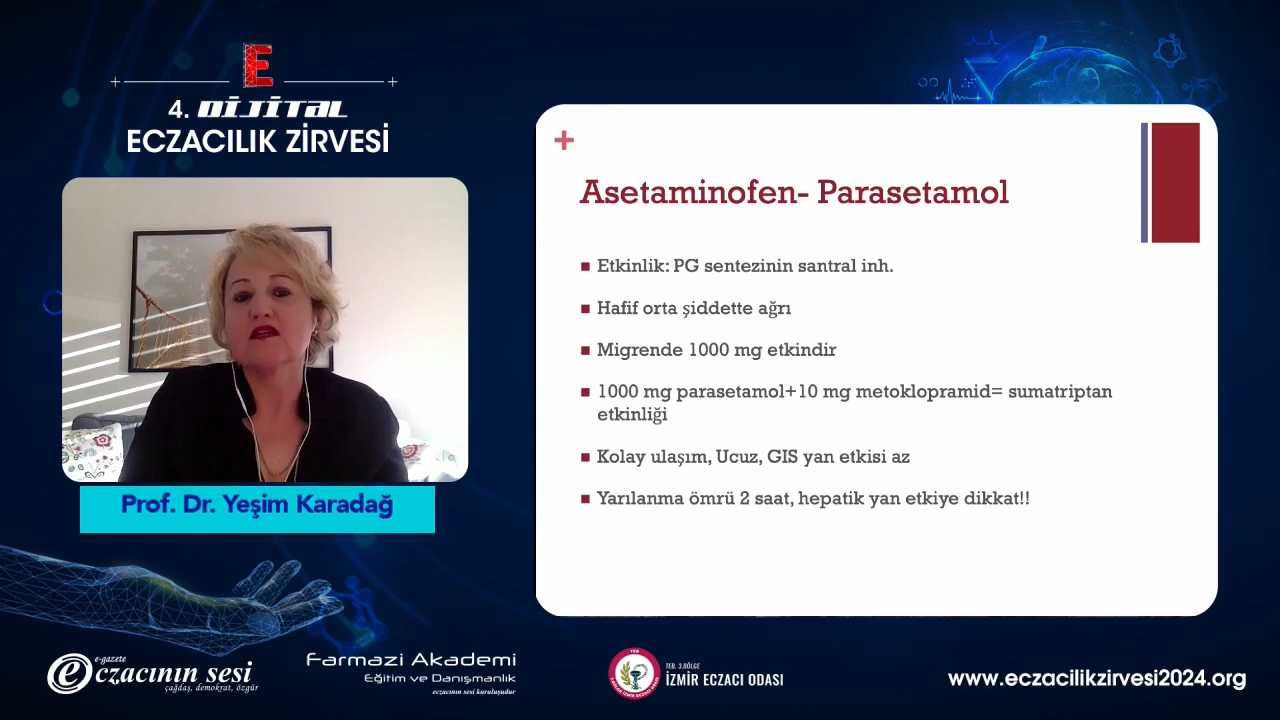 E
4. DİJİTAL
ECZACILIK ZİRVESİ
Prof. Dr. Yeşim Karadağ
+
Asetaminofen- Parasetamol
Etkinlik: PG sentezinin santral inh.
Hafif orta şiddette ağrı
Migrende 1000 mg etkindir
1000 mg parasetamol+10 mg metoklopramid= sumatriptan
etkinliği
Kolay ulaşım, Ucuz, GIS yan etkisi az
Yarılanma ömrü 2 saat, hepatik yan etkiye dikkat!!
e-gazete
eczacının sesi
çağdaş, demokrat, özgür
Farmazi Akademi
Eğitim ve Danışmanlık
eczacının sesi kuruluşudur
TEB. 3.BÖLGE
İZMİR ECZACI ODASI
www.eczacilikzirvesi2024.org